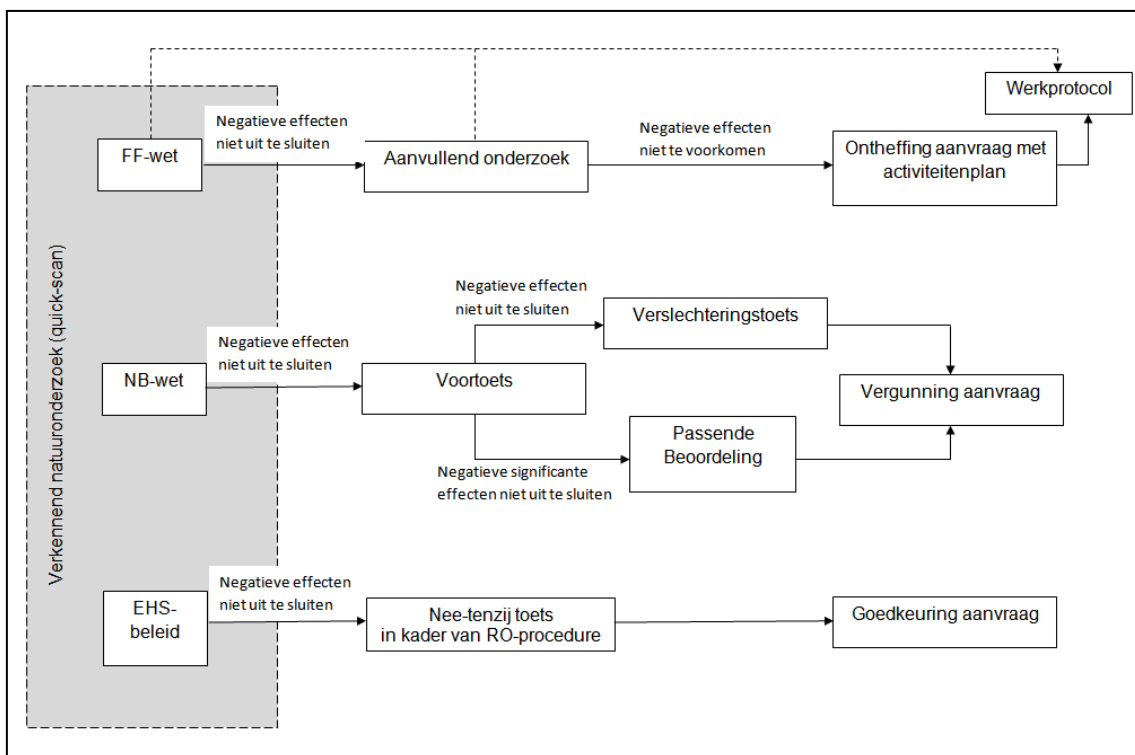 Werkprotocol
Negatieve effecten
niet uit te sluiten
Negatieve effecten
niet te voorkomen
FF-wet
Aanvullend onderzoek
Ontheffing aanvraag met
activiteitenplan
Verkennend natuuronderzoek (quick-scan)
Negatieve effecten
niet uit te sluiten
Verslechteringstoets
Negatieve effecten
niet uit te sluiten
NB-wet
Voortoets
Vergunning aanvraag
Passende
Beoordeling
Negatieve significante
effecten niet uit te sluiten
Negatieve effecten
niet uit te sluiten
EHS-
beleid
Nee-tenzij toets
in kader van RO-procedure
Goedkeuring aanvraag